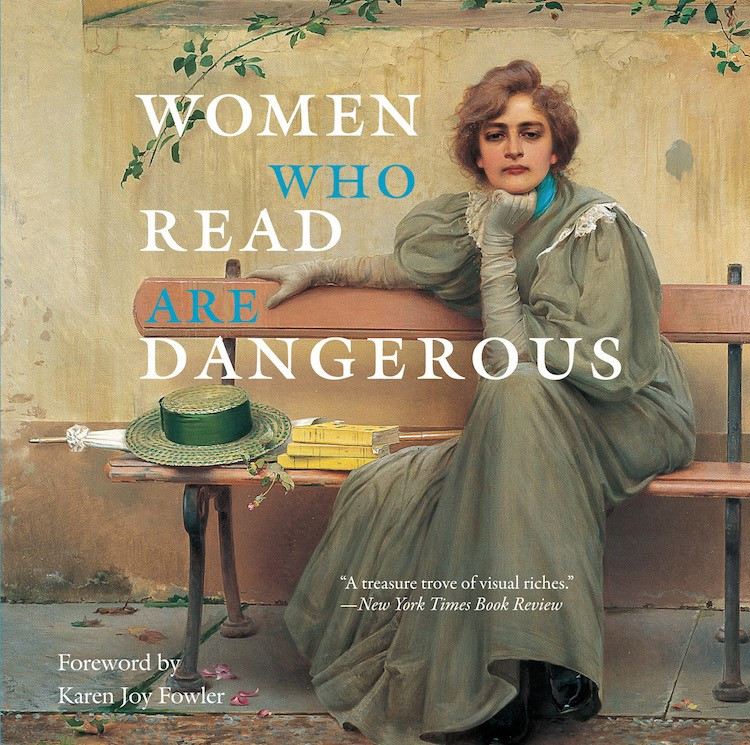 WOMEN
WHO
READ
ARE
DANGEROUS
“A treasure trove of visual riches.”
—New York Times Book Review
Foreword by
Karen Joy Fowler